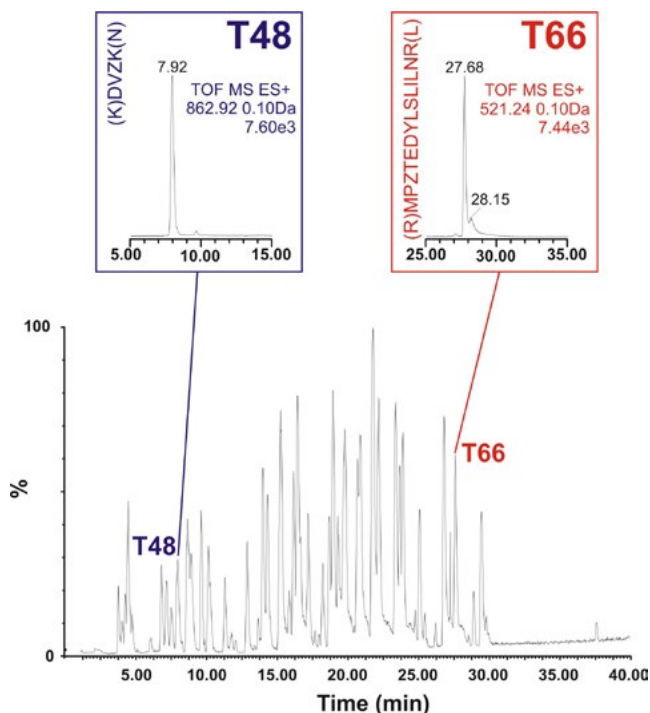 T48
(K)DVZK(N)
7.92
TOF MS ES+
862.92 0.10Da
7.60e3
5.00 10.00 15.00
T66
(R)MPZTEDYLSLILNR(L)
27.68
TOF MS ES+
521.24 0.10Da
7.44e3
28.15
25.00 30.00 35.00
100
%
0
T48
T66
5.00 10.00 15.00 20.00 25.00 30.00 35.00 40.00
Time (min)